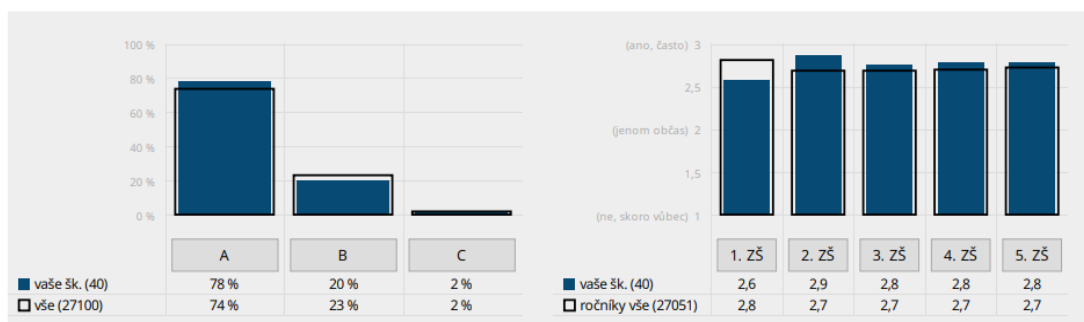 100 %
80 %
60 %
40 %
20 %
0 %
A B C
vaše šk. (40) 78 % 20 % 2 %
vše (27100) 74 % 23 % 2 %
(ano, často) 3
2,5
(jenom občas) 2
1,5
(ne, skoro vůbec) 1
1. ZŠ 2. ZŠ 3. ZŠ 4. ZŠ 5. ZŠ
vaše šk. (40) 2,6 2,9 2,8 2,8 2,8
ročníky vše (27051) 2,8 2,7 2,7 2,7 2,7